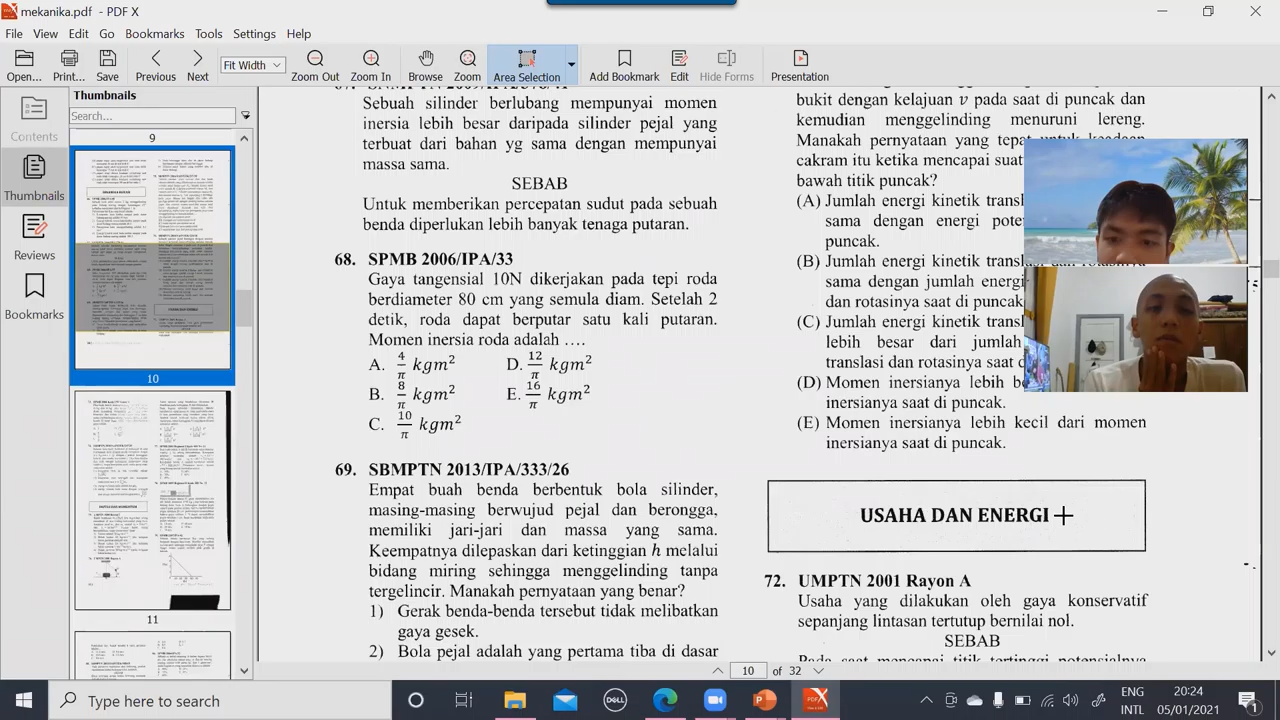 mekanika.pdf - PDF X
File View Edit Go Bookmarks Tools Settings Help
Open... Print... Save Previous Next Fit Width Zoom Out Zoom In Browse Zoom Area Selection Add Bookmark Edit Hide Forms Presentation
Contents
Thumbnails
Reviews
Bookmarks
Thumbnails
Search...
9
10
11
Sebuah silinder berlubang mempunyai momen
inersia lebih besar daripada silinder pejal yang
terbuat dari bahan yg sama dengan mempunyai
massa sama.
SEBAB
Untuk memberikan percepatan sudut pada sebuah
benda diperlukan lebih banyak tenaga putaran.
68. SPMB 2006/IPA/33
Gaya tangensial 10N dikerjakan pada tepi roda
berdiameter 80 cm yang semula diam. Setelah 2
detik, roda dapat berputar satu kali putaran.
Momen inersia roda adalah ….
A. 4/π kgm² D. 12/π kgm²
B. 8/π kgm² E. 16/π kgm²
C. 10/π kgm²
69. SBMPTN 2013/IPA/333/26
Empat buah benda berbentuk bola silinder,
masing-masing berwujud pejal dan berongga,
memiliki jari-jari dan massa yang sama.
Keempatnya dilepaskan dari ketinggian h melalui
bidang miring sehingga menggelinding tanpa
tergelincir. Manakah pernyataan yang benar?
1) Gerak benda-benda tersebut tidak melibatkan
gaya gesek.
2) Bola pejal adalah yang pertama tiba di dasar
bukit dengan kelajuan v pada saat di puncak dan
kemudian menggelinding menuruni lereng.
Manakah pernyataan yang
cakram itu ketika mencapai
bawah titik puncak?
(A) Jumlah energi kinetik
sama dengan energi
puncak.
(B) Jumlah energi kinetik
sama dengan jumlah
dan rotasinya saat di puncak
(C) Jumlah energi kinetik
lebih besar dari jumlah
translasi dan rotasinya saat
(D) Momen inersianya lebih
inersianya saat di puncak.
(E) Momen inersianya lebih kecil dari momen
inersianya saat di puncak.
USAHA DAN ENERGI
72. UMPTN 2001 Rayon A
Usaha yang dilakukan oleh gaya konservatif
sepanjang lintasan tertutup bernilai nol.
SEBAB
10 of 32
Type here to search
DELL
ENG
INTL
20:24
05/01/2021
1